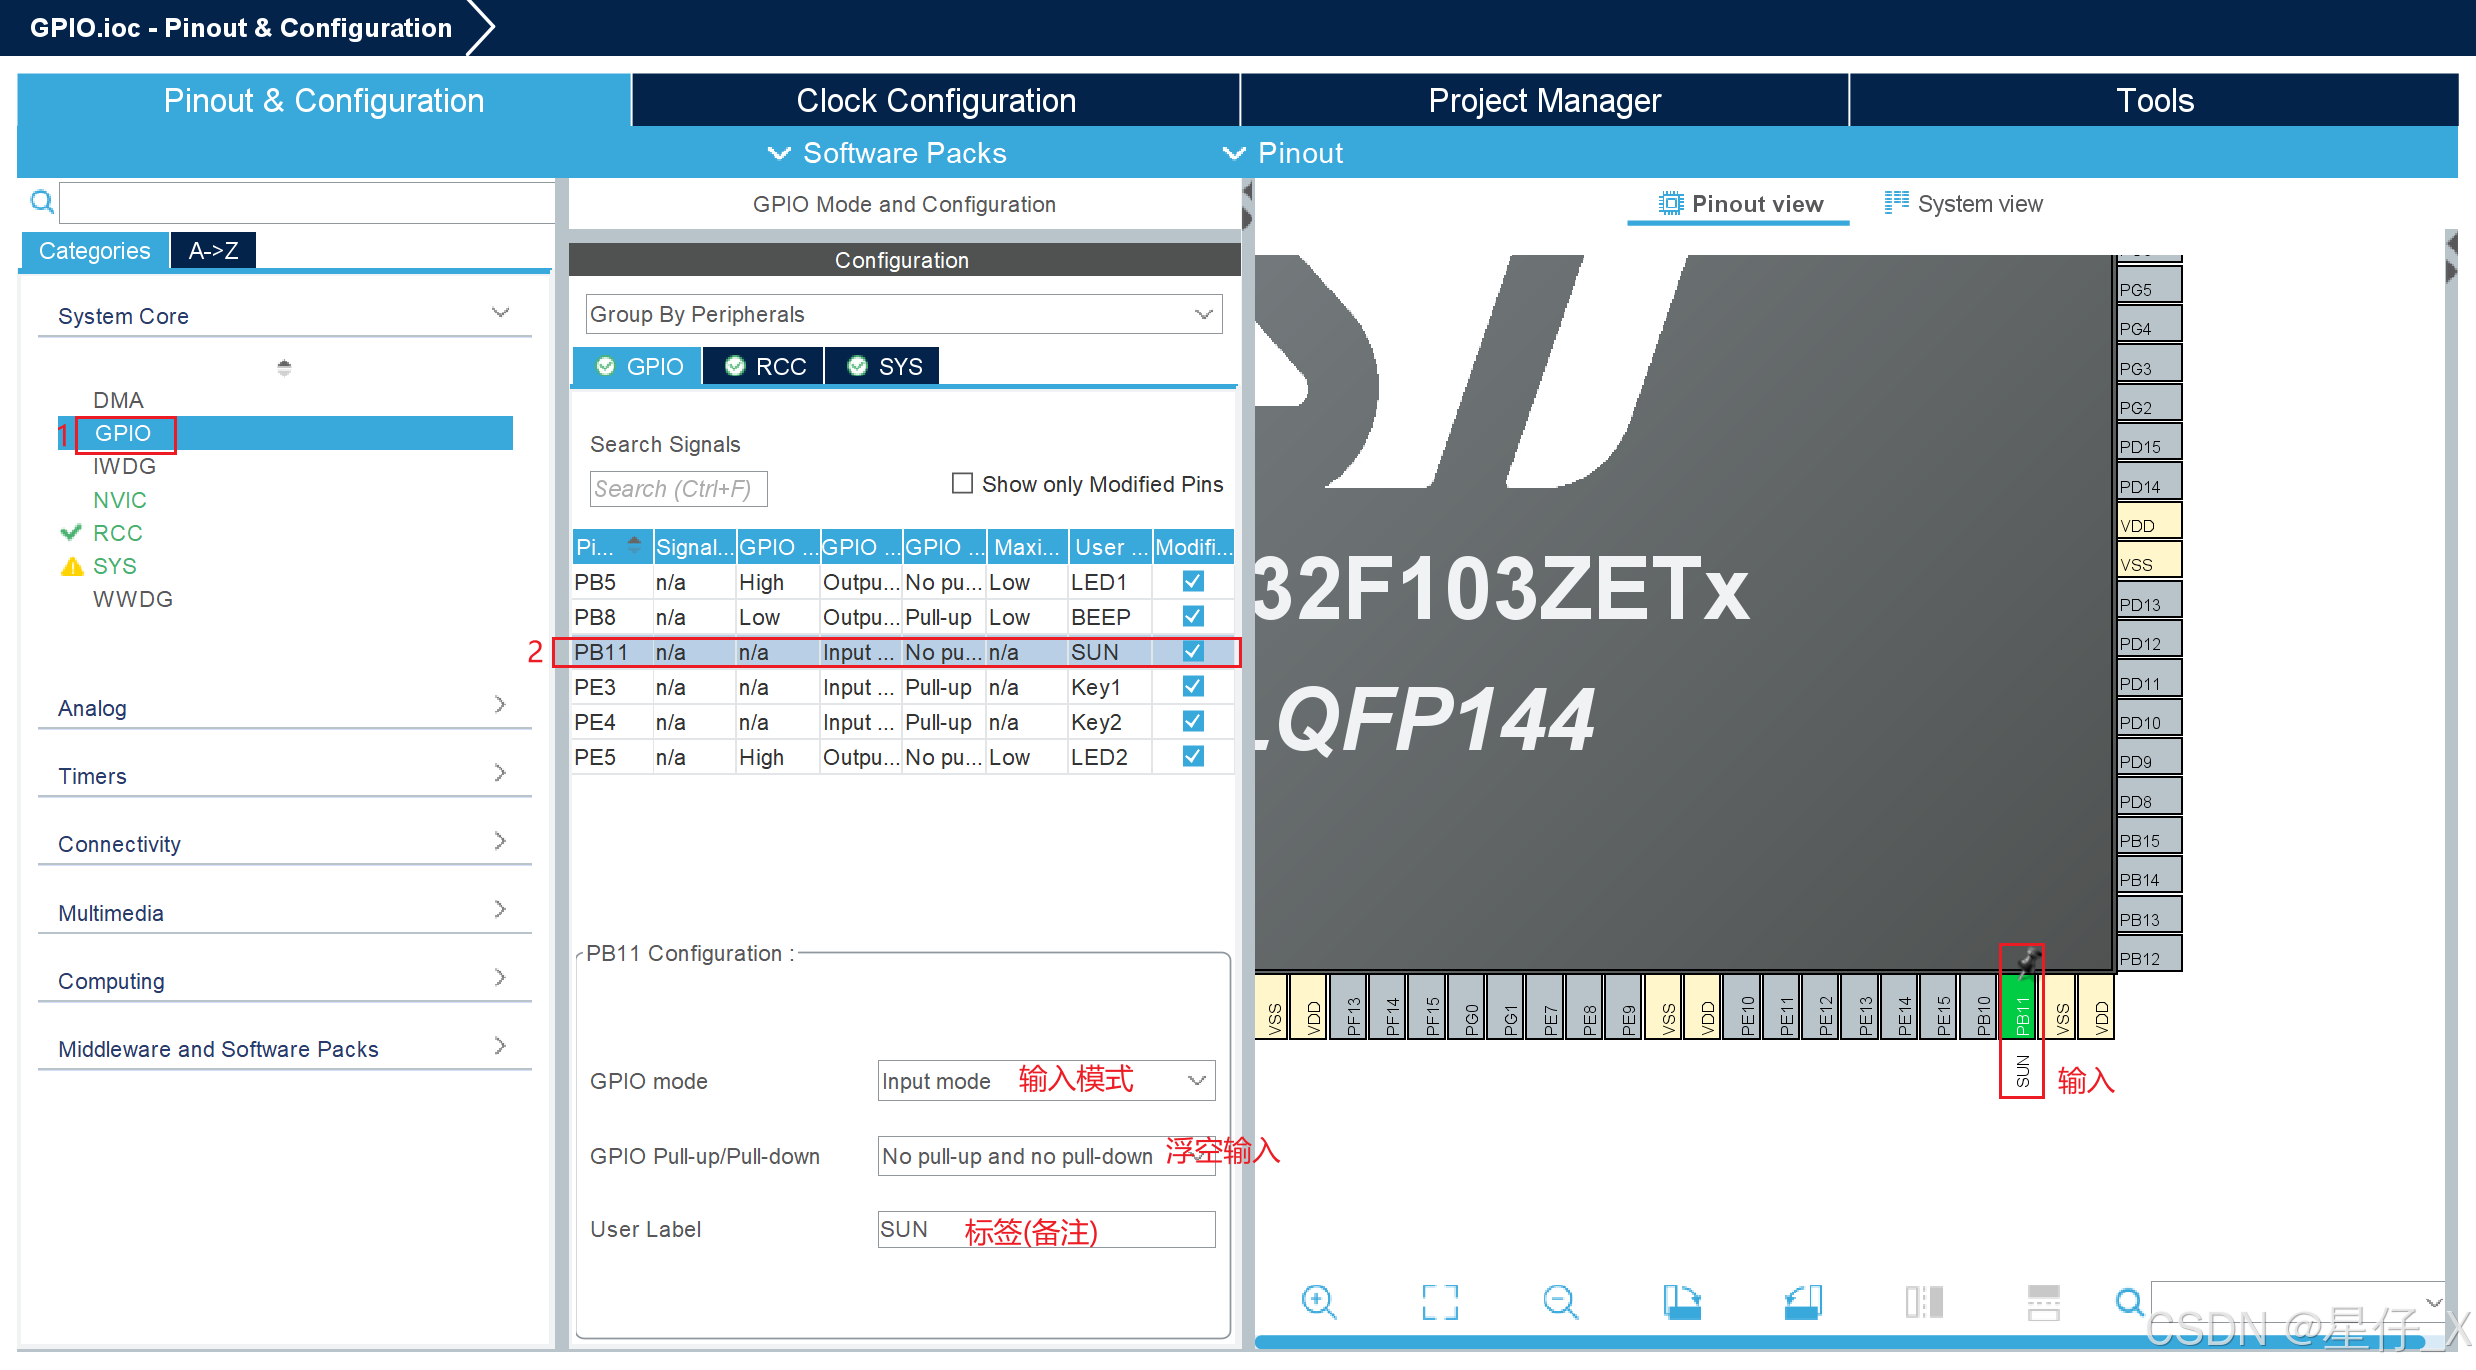 GPIO.ioc - Pinout & Configuration
Pinout & Configuration
Clock Configuration
Project Manager
Tools
Software Packs
Pinout
Categories
A->Z
System Core
DMA
1
GPIO
IWDG
NVIC
RCC
SYS
WWDG
Analog
Timers
Connectivity
Multimedia
Computing
Middleware and Software Packs
GPIO Mode and Configuration
Configuration
Group By Peripherals
GPIO RCC SYS
Search Signals
Search (Ctrl+F)
Show only Modified Pins
Pi... Signal... GPIO ... GPIO ... GPIO ... Maxi... User ... Modifi...
PB5 n/a High Outpu... No pu... Low LED1
PB8 n/a Low Outpu... Pull-up Low BEEP
2 PB11 n/a n/a Input ... No pu... n/a SUN
PE3 n/a n/a Input ... Pull-up n/a Key1
PE4 n/a n/a Input ... Pull-up n/a Key2
PE5 n/a High Outpu... No pu... Low LED2
PB11 Configuration :
GPIO mode
Input mode 输入模式
GPIO Pull-up/Pull-down
No pull-up and no pull-down 浮空输入
User Label
SUN 标签(备注)
Pinout view
System view
32F103ZETx
LQFP144
PG5
PG4
PG3
PG2
PD15
PD14
VDD
VSS
PD13
PD12
PD11
PD10
PD9
PD8
PB15
PB14
PB13
PB12
VSS VDD PF13 PF14 PF15 PG0 PG1 PE7 PE8 PE9 VSS VDD PE10 PE11 PE12 PE13 PE14 PE15 PB10 PB11 VSS VDD
SUN
输入
CSDN @星仔_X